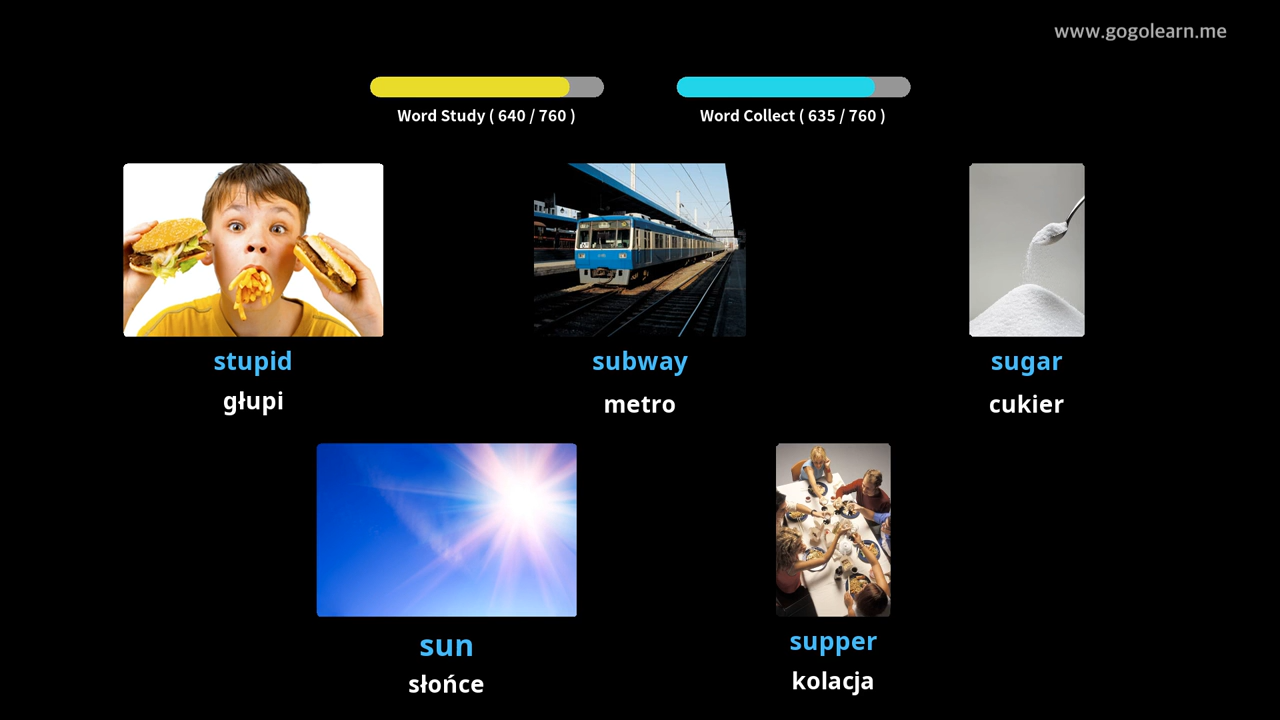 www.gogolearn.me
Word Study ( 640 / 760 )
Word Collect ( 635 / 760 )
stupid
głupi
subway
metro
sugar
cukier
sun
słońce
supper
kolacja